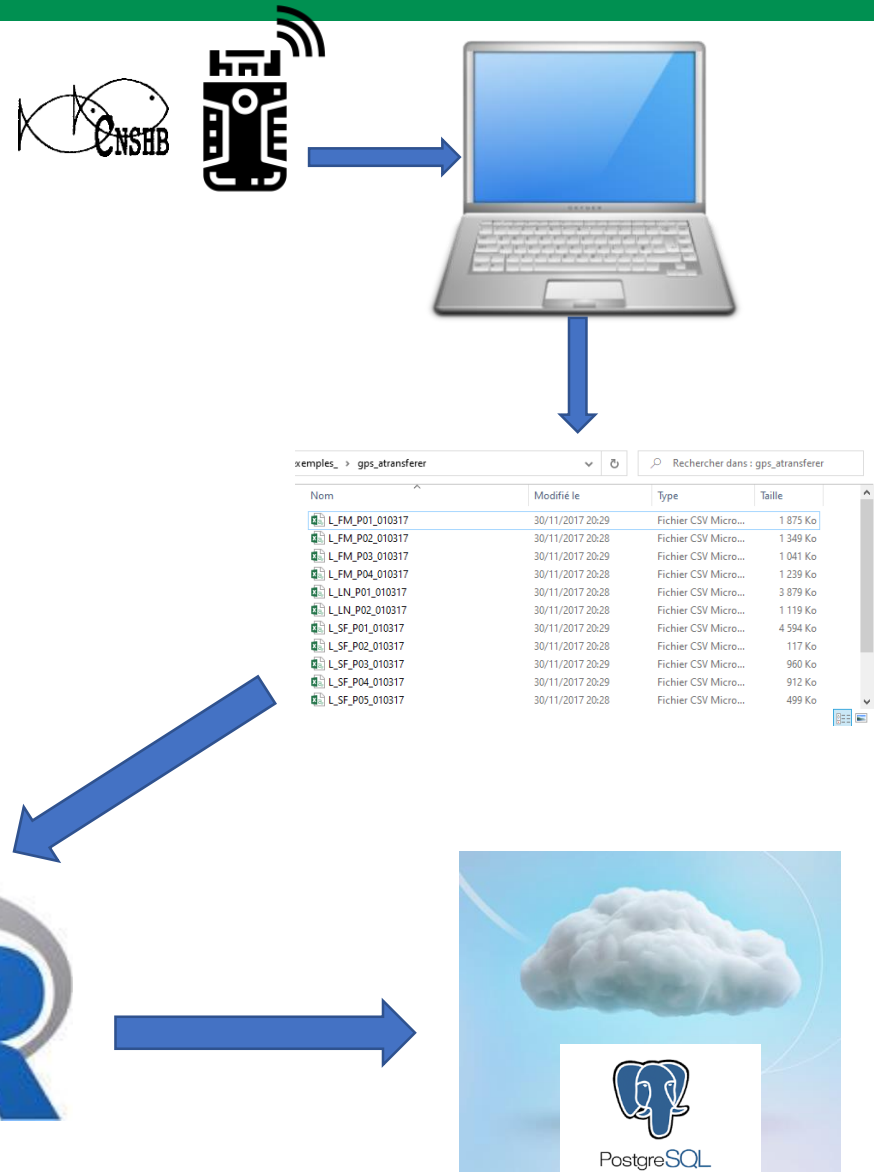 CNSHB
exemples_ > gps_atransferer Rechercher dans : gps_atransferer
Nom Modifié le Type Taille
L_FM_P01_010317 30/11/2017 20:29 Fichier CSV Micro... 1 875 Ko
L_FM_P02_010317 30/11/2017 20:28 Fichier CSV Micro... 1 349 Ko
L_FM_P03_010317 30/11/2017 20:29 Fichier CSV Micro... 1 041 Ko
L_FM_P04_010317 30/11/2017 20:28 Fichier CSV Micro... 1 239 Ko
L_LN_P01_010317 30/11/2017 20:28 Fichier CSV Micro... 3 879 Ko
L_LN_P02_010317 30/11/2017 20:28 Fichier CSV Micro... 1 119 Ko
L_SF_P01_010317 30/11/2017 20:29 Fichier CSV Micro... 4 594 Ko
L_SF_P02_010317 30/11/2017 20:28 Fichier CSV Micro... 117 Ko
L_SF_P03_010317 30/11/2017 20:29 Fichier CSV Micro... 960 Ko
L_SF_P04_010317 30/11/2017 20:29 Fichier CSV Micro... 912 Ko
L_SF_P05_010317 30/11/2017 20:28 Fichier CSV Micro... 499 Ko
R
PostgreSQL